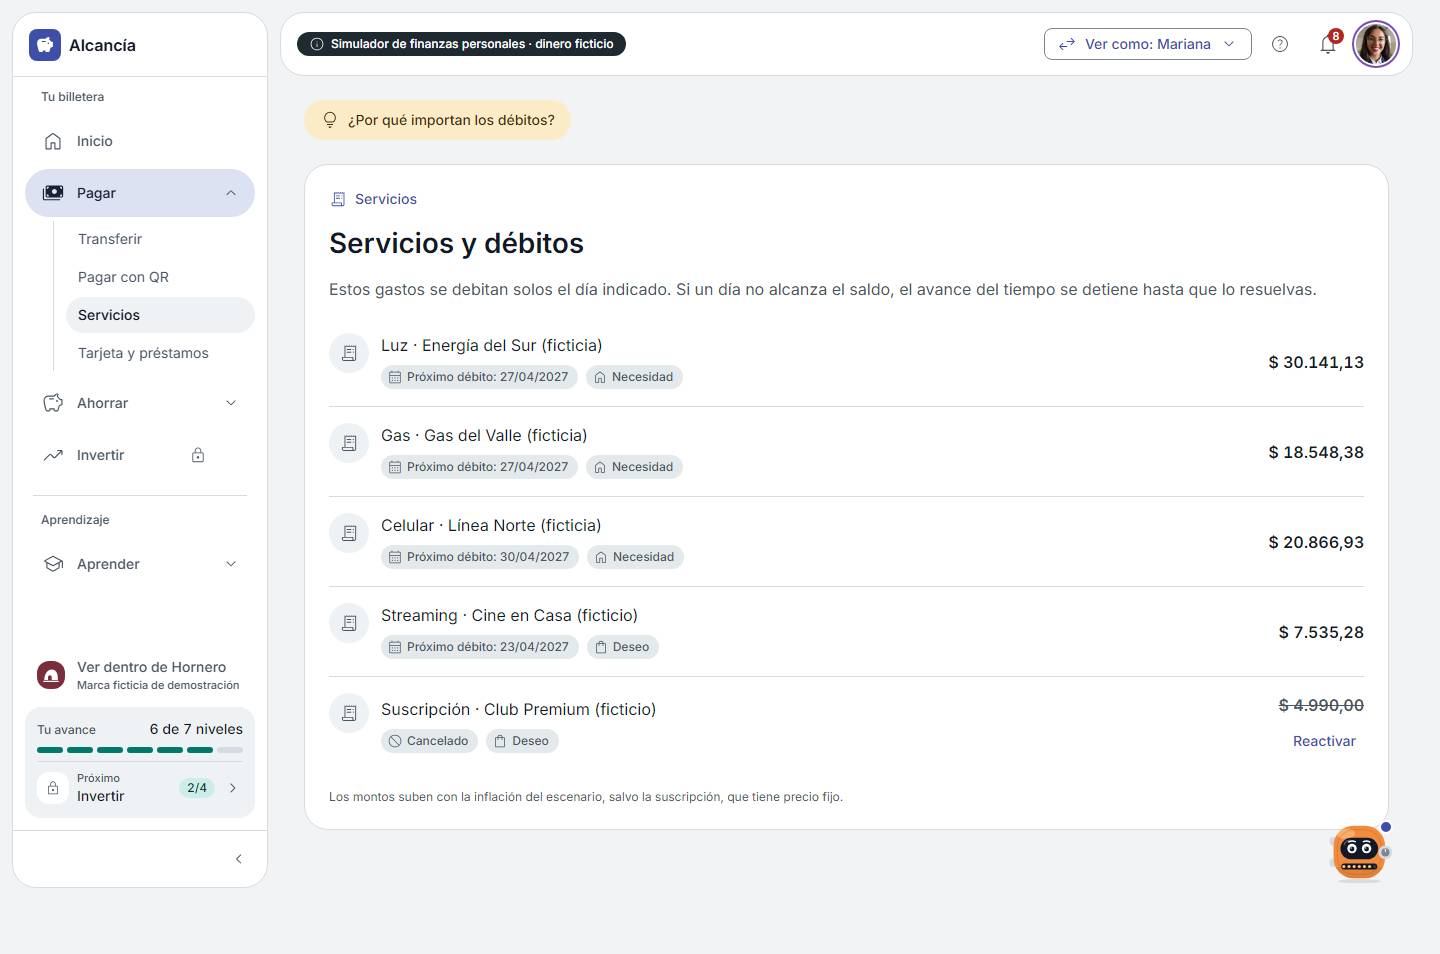 Alcancía
Simulador de finanzas personales · dinero ficticio
Ver como: Mariana
8
Tu billetera
Inicio
Pagar
Transferir
Pagar con QR
Servicios
Tarjeta y préstamos
Ahorrar
Invertir
Aprendizaje
Aprender
Ver dentro de Hornero
Marca ficticia de demostración
Tu avance
6 de 7 niveles
Próximo
Invertir
2/4
¿Por qué importan los débitos?
Servicios
Servicios y débitos
Estos gastos se debitan solos el día indicado. Si un día no alcanza el saldo, el avance del tiempo se detiene hasta que lo resuelvas.
Luz · Energía del Sur (ficticia)
Próximo débito: 27/04/2027
Necesidad
$ 30.141,13
Gas · Gas del Valle (ficticia)
Próximo débito: 27/04/2027
Necesidad
$ 18.548,38
Celular · Línea Norte (ficticia)
Próximo débito: 30/04/2027
Necesidad
$ 20.866,93
Streaming · Cine en Casa (ficticio)
Próximo débito: 23/04/2027
Deseo
$ 7.535,28
Suscripción · Club Premium (ficticio)
Cancelado
Deseo
$ 4.990,00
Reactivar
Los montos suben con la inflación del escenario, salvo la suscripción, que tiene precio fijo.